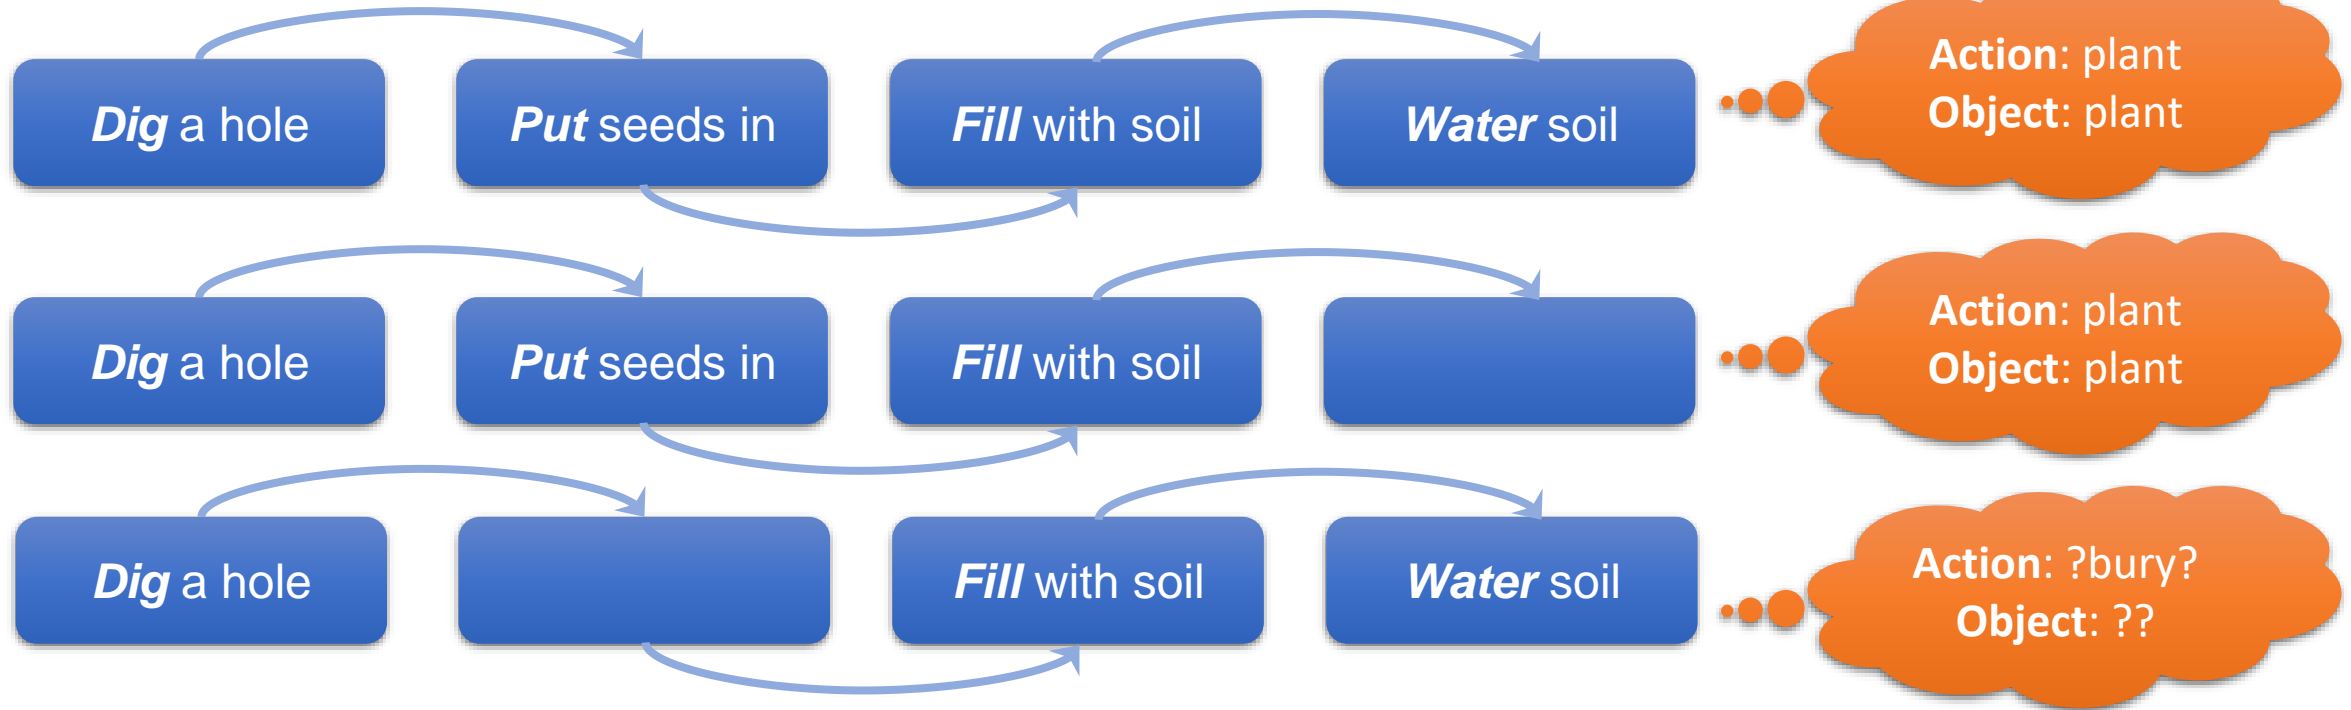 Dig a hole
Put seeds in
Fill with soil
Water soil
Action: plant
Object: plant
Dig a hole
Put seeds in
Fill with soil
Action: plant
Object: plant
Dig a hole
Fill with soil
Water soil
Action: ?bury?
Object: ??